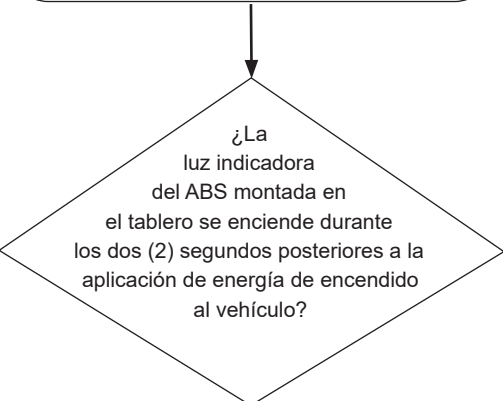 ¿La
luz indicadora
del ABS montada en
el tablero se enciende durante
los dos (2) segundos posteriores a la
aplicación de energía de encendido
al vehículo?